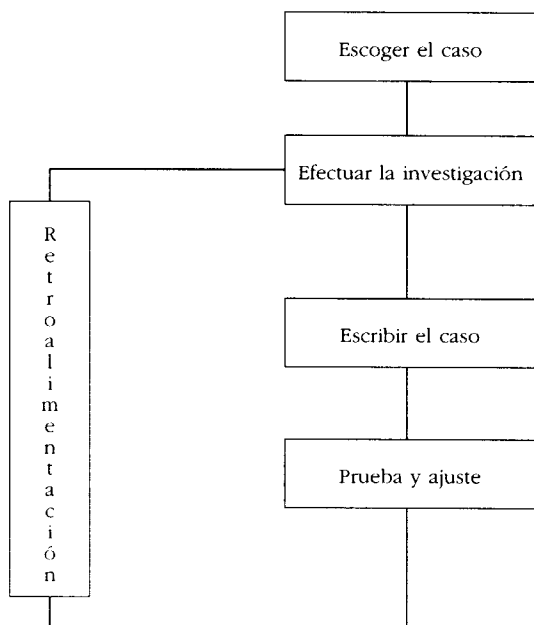 Escoger el caso
Efectuar la investigación
Retroalimentación
Escribir el caso
Prueba y ajuste